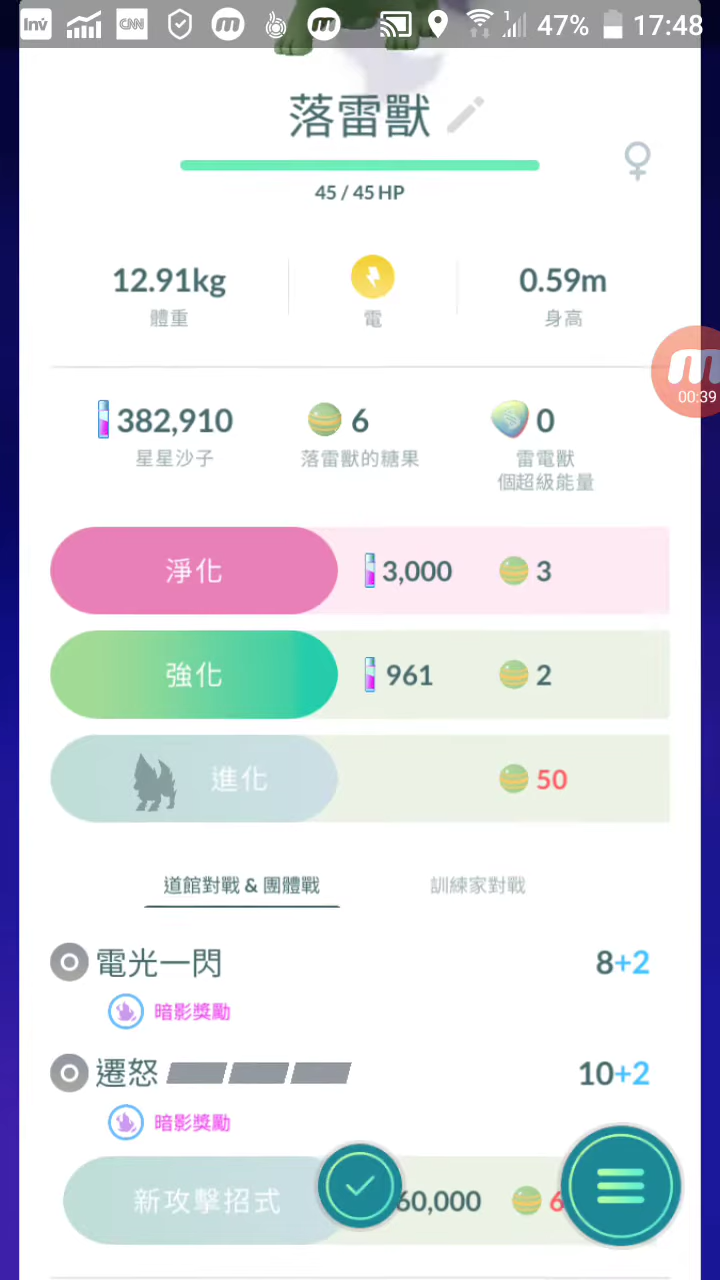 Inv CNN 47% 17:48
落雷獸
45 / 45 HP
12.91kg
體重
電
0.59m
身高
00:39
382,910
星星沙子
6
落雷獸的糖果
0
雷電獸
個超級能量
淨化 3,000 3
強化 961 2
進化 50
道館對戰 & 團體戰 訓練家對戰
電光一閃 8+2
暗影獎勵
遷怒 10+2
暗影獎勵
新攻擊招式 60,000 6